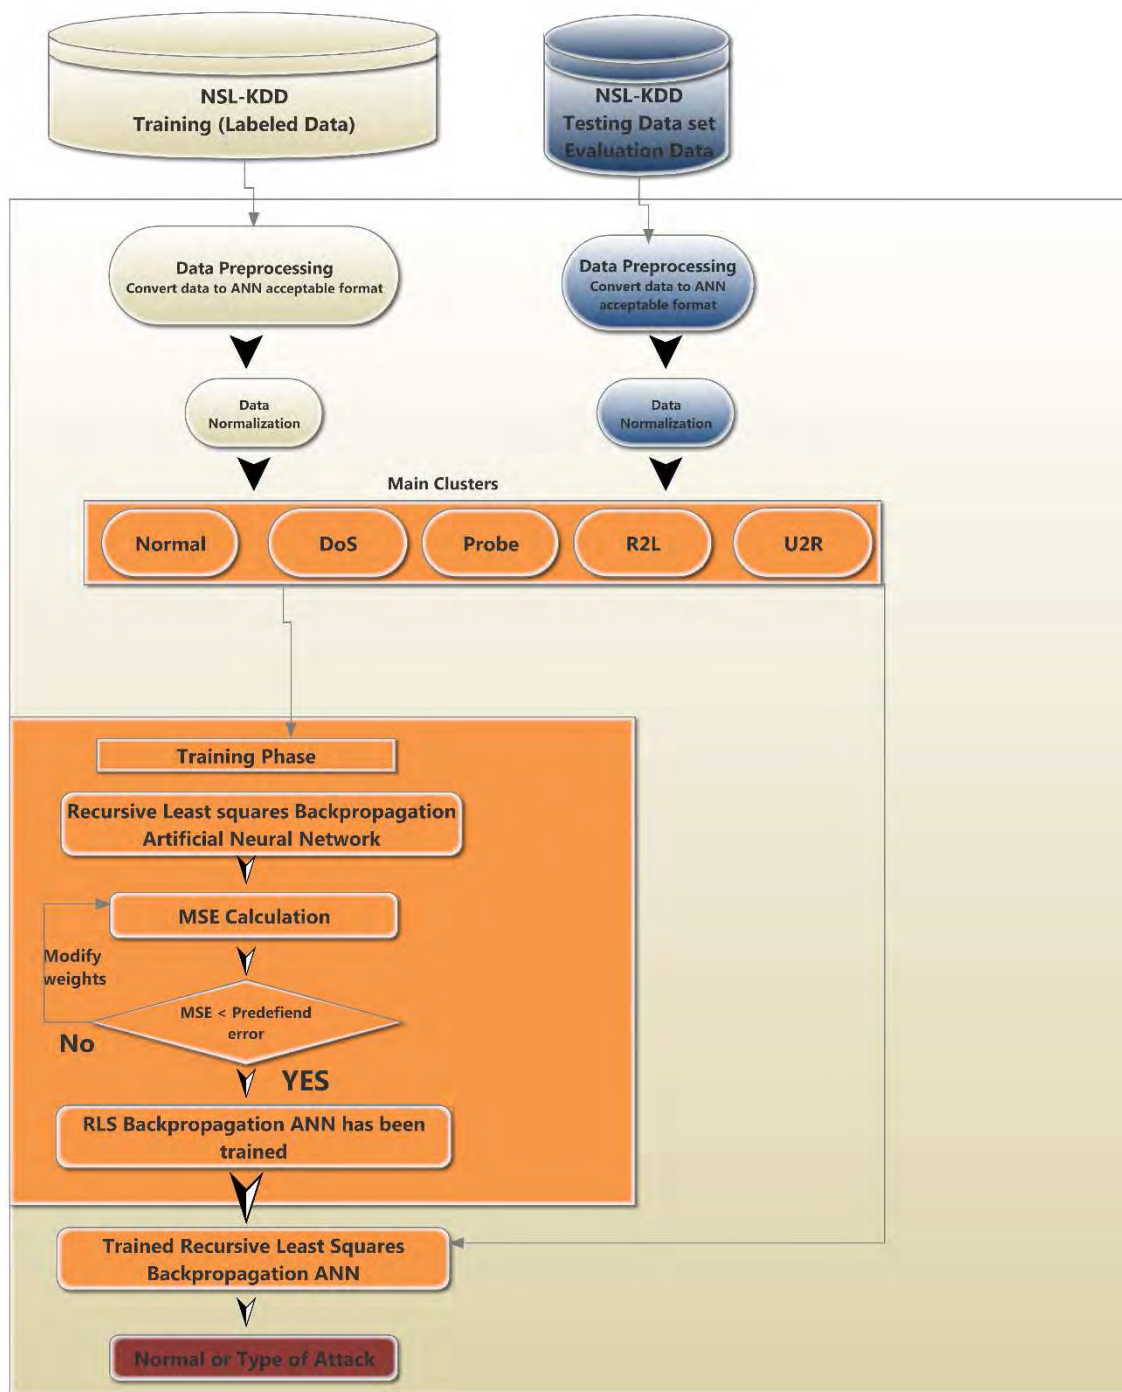 NSL-KDD
Training (Labeled Data)
NSL-KDD
Testing Data set
Evaluation Data
Data Preprocessing
Convert data to ANN acceptable format
Data Preprocessing
Convert data to ANN
acceptable format
Data
Normalization
Data
Normalization
Main Clusters
Normal
DoS
Probe
R2L
U2R
Training Phase
Recursive Least squares Backpropagation
Artificial Neural Network
MSE Calculation
Modify
weights
MSE < Predefiend
error
No
YES
RLS Backpropagation ANN has been
trained
Trained Recursive Least Squares
Backpropagation ANN
Normal or Type of Attack